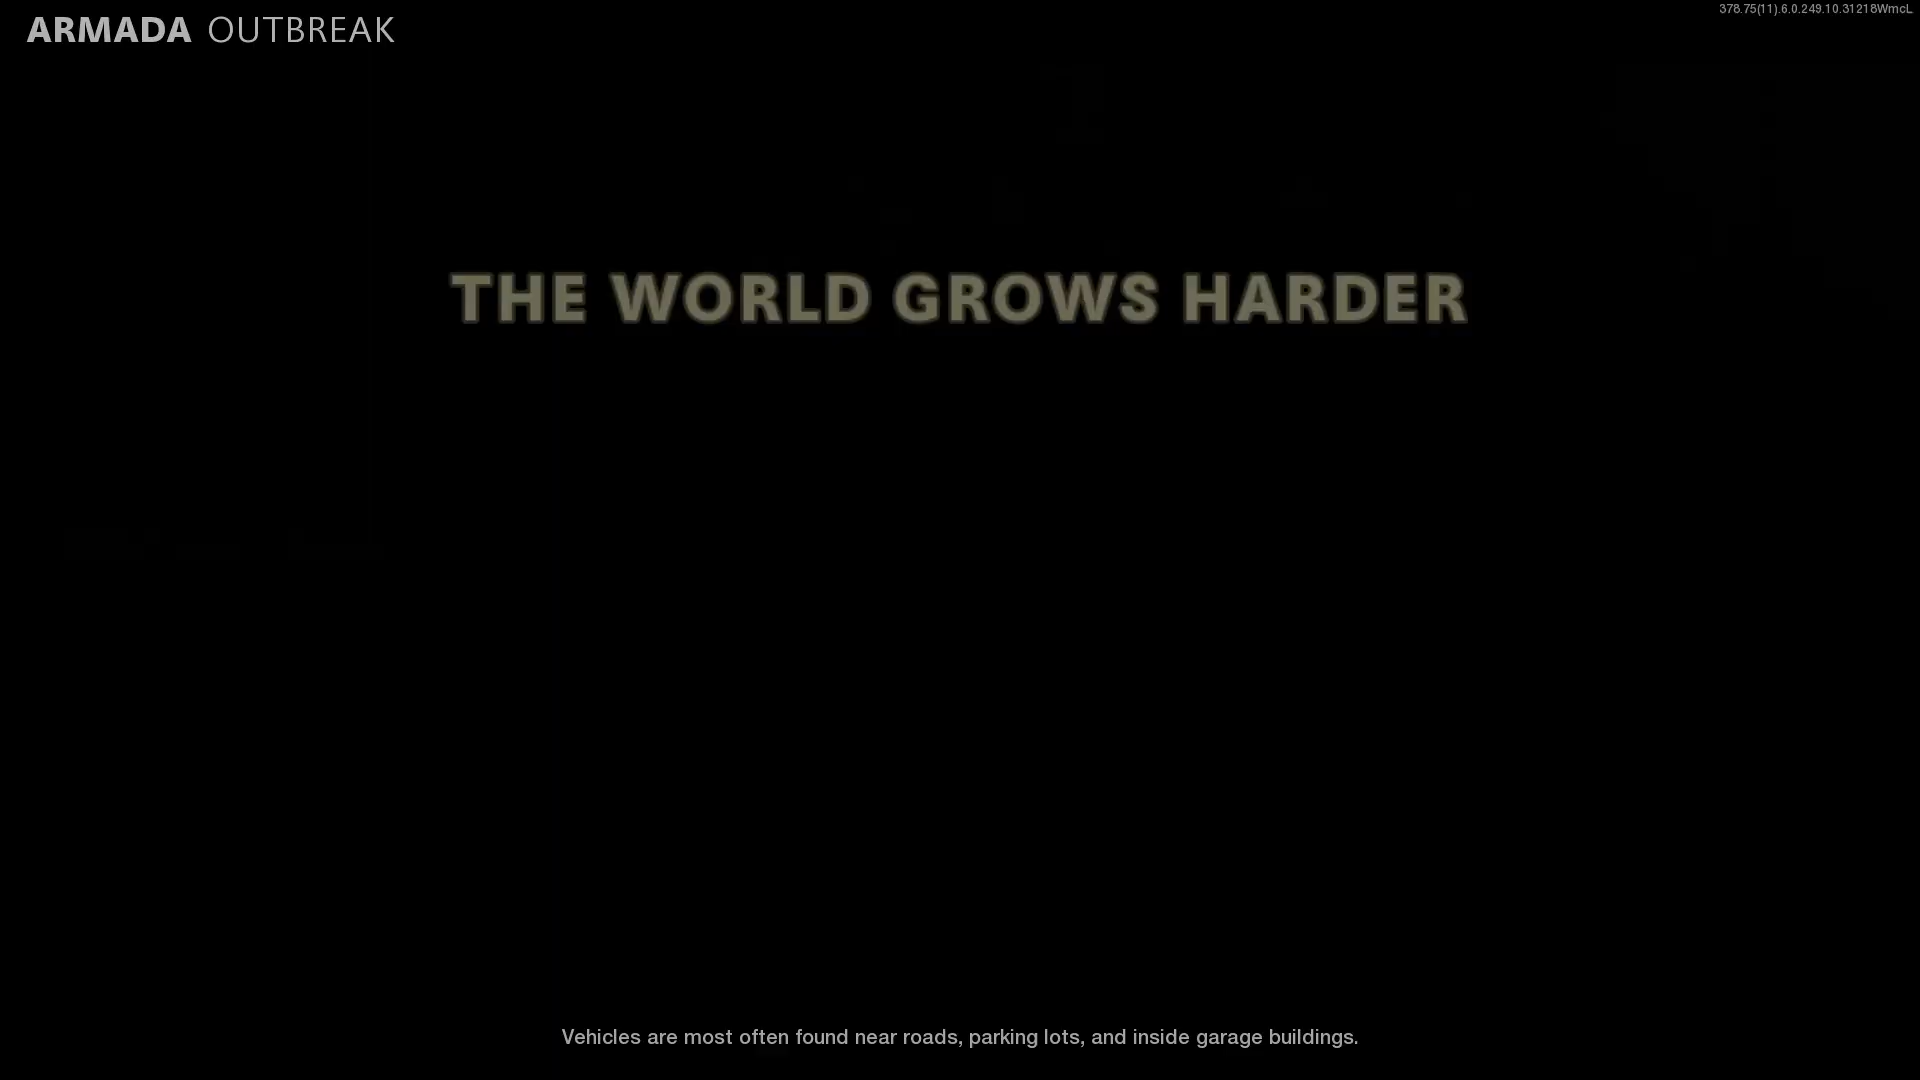 ARMADA OUTBREAK
378.75(11).6.0.249.10.31218WmcL
THE WORLD GROWS HARDER
Vehicles are most often found near roads, parking lots, and inside garage buildings.